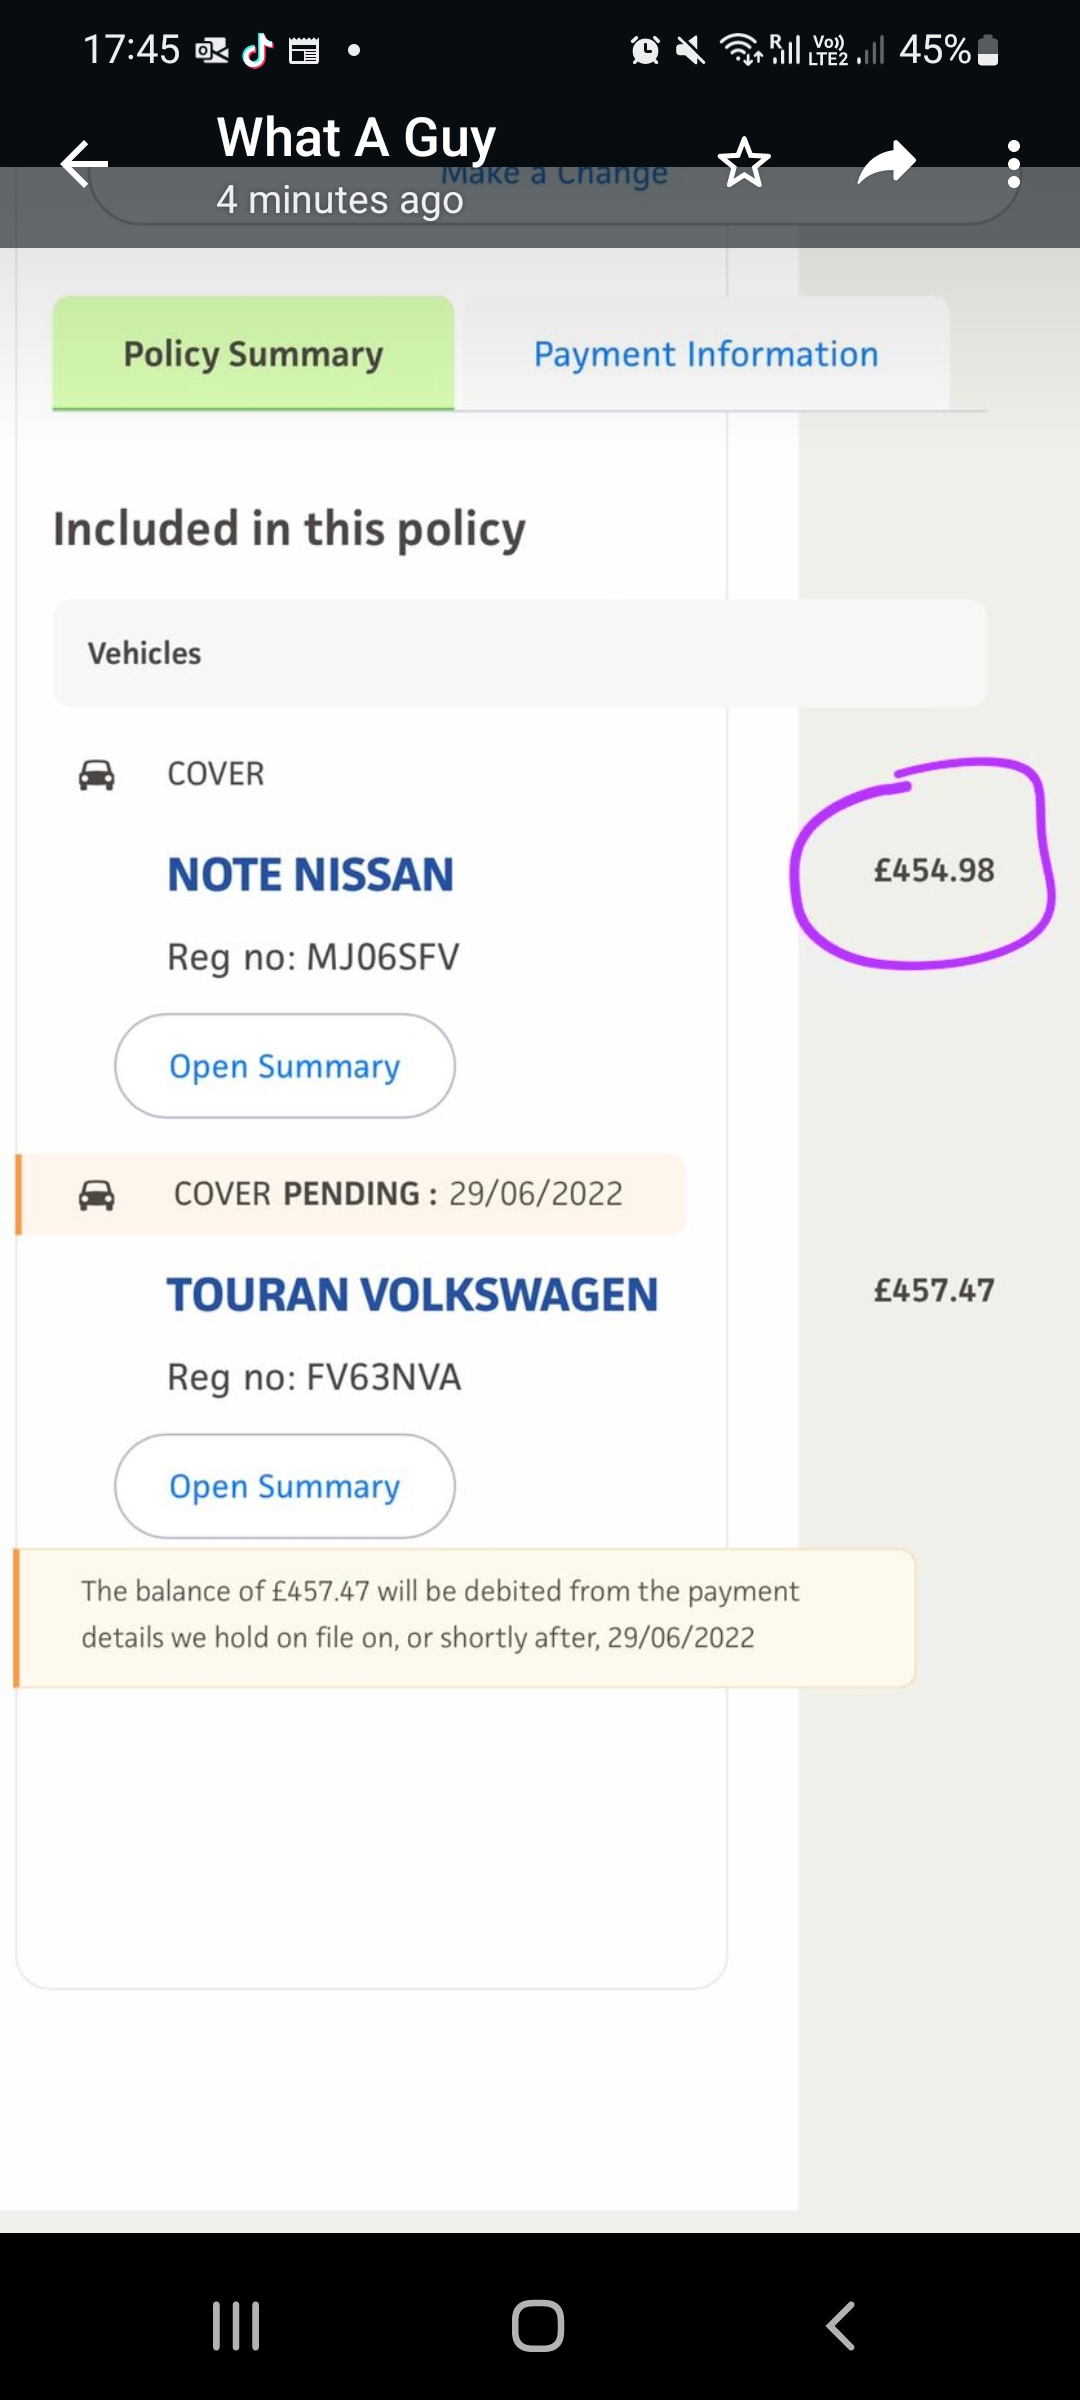 17:45
R
Vo))
LTE2
45%
What A Guy
4 minutes ago
Make a Change
Policy Summary
Payment Information
Included in this policy
Vehicles
COVER
NOTE NISSAN
£454.98
Reg no: MJ06SFV
Open Summary
COVER PENDING : 29/06/2022
TOURAN VOLKSWAGEN
£457.47
Reg no: FV63NVA
Open Summary
The balance of £457.47 will be debited from the payment
details we hold on file on, or shortly after, 29/06/2022